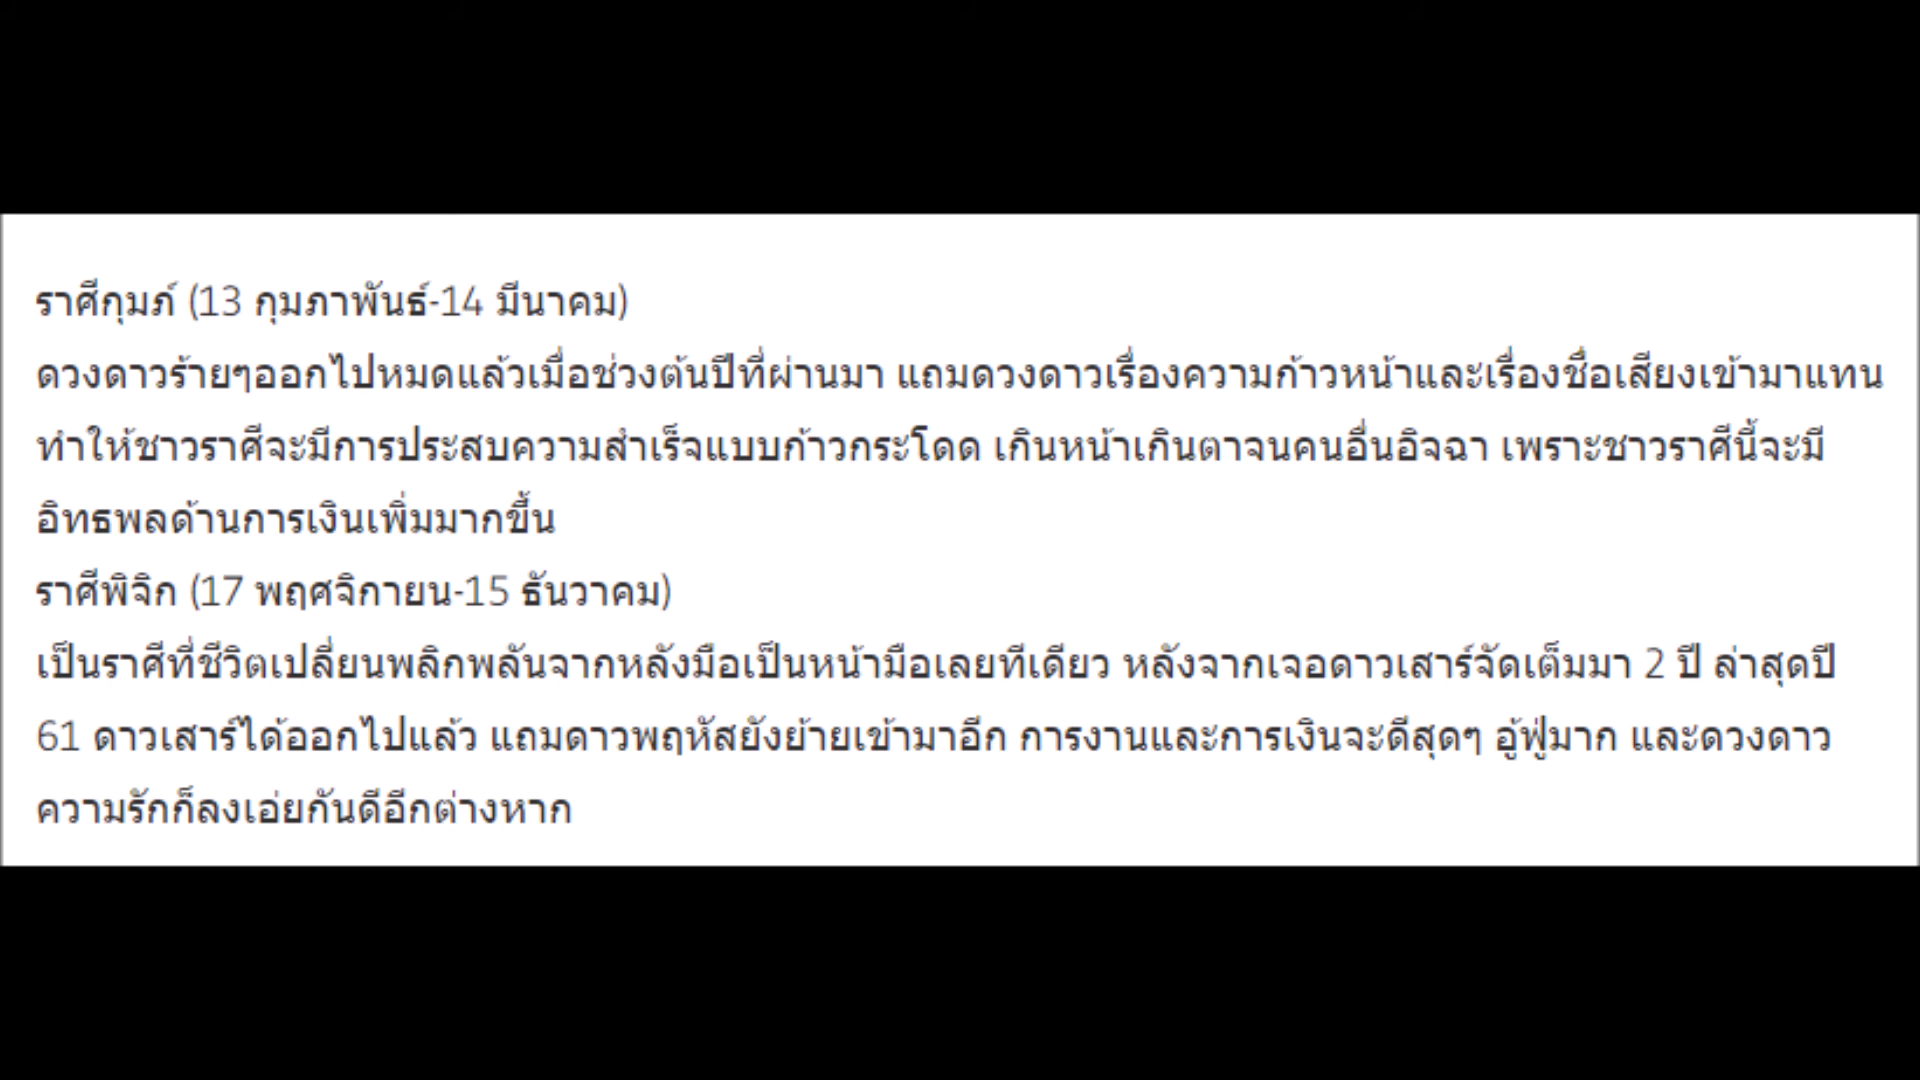 ราศีกุมภ์ (13 กุมภาพันธ์-14 มีนาคม)
ดวงดาวร้ายๆออกไปหมดแล้วเมื่อช่วงต้นปีที่ผ่านมา แถมดวงดาวเรื่องความก้าวหน้าและเรื่องชื่อเสียงเข้ามาแทน
ทำให้ชาวราศีจะมีการประสบความสำเร็จแบบก้าวกระโดด เกินหน้าเกินตาจนคนอื่นอิจฉา เพราะชาวราศีนี้จะมี
อิทธพลด้านการเงินเพิ่มมากขึ้น
ราศีพิจิก (17 พฤศจิกายน-15 ธันวาคม)
เป็นราศีที่ชีวิตเปลี่ยนพลิกพลันจากหลังมือเป็นหน้ามือเลยทีเดียว หลังจากเจอดาวเสาร์จัดเต็มมา 2 ปี ล่าสุดปี
61 ดาวเสาร์ได้ออกไปแล้ว แถมดาวพฤหัสยังย้ายเข้ามาอีก การงานและการเงินจะดีสุดๆ อู้ฟู่มาก และดวงดาว
ความรักก็ลงเอ่ยกันดีอีกต่างหาก